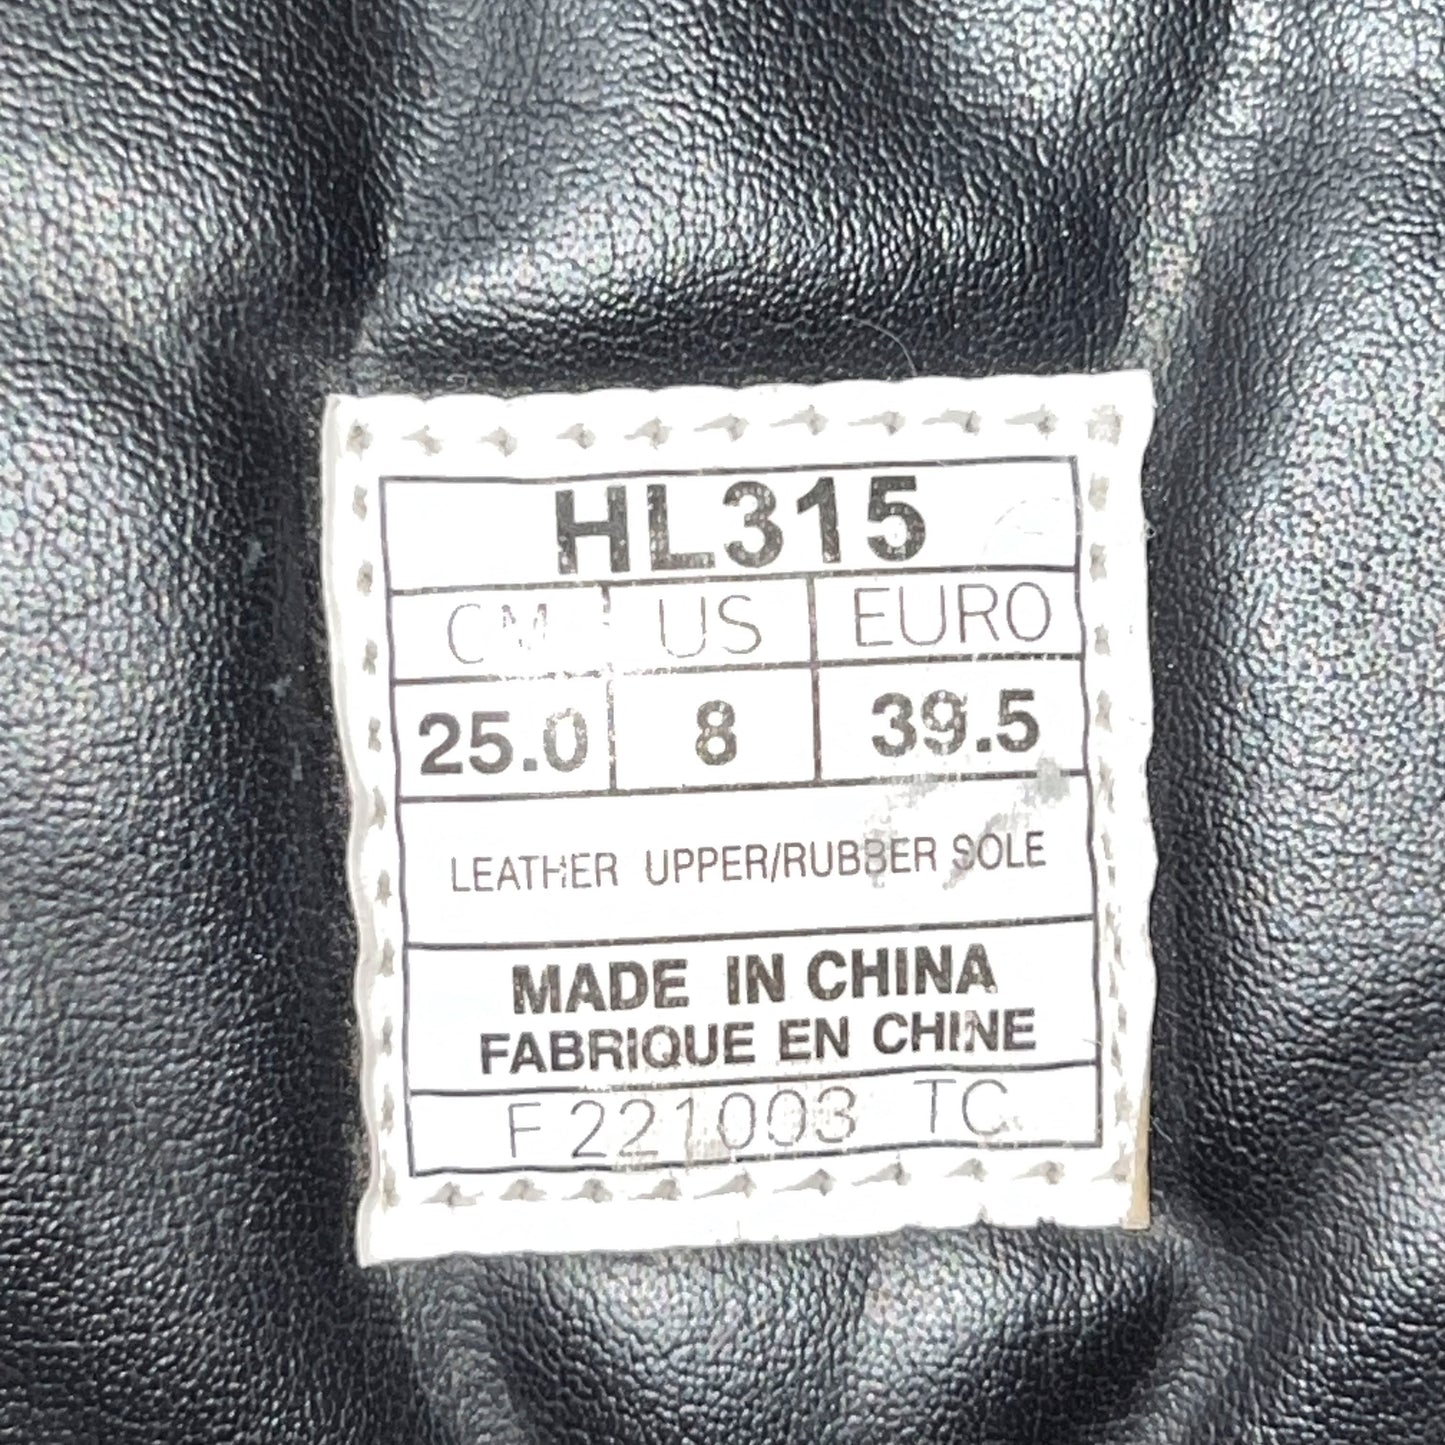 HL315
CM US EURO
25.0 8 39.5
LEATHER UPPER/RUBBER SOLE
MADE IN CHINA
FABRIQUE EN CHINE
F 221003 TC